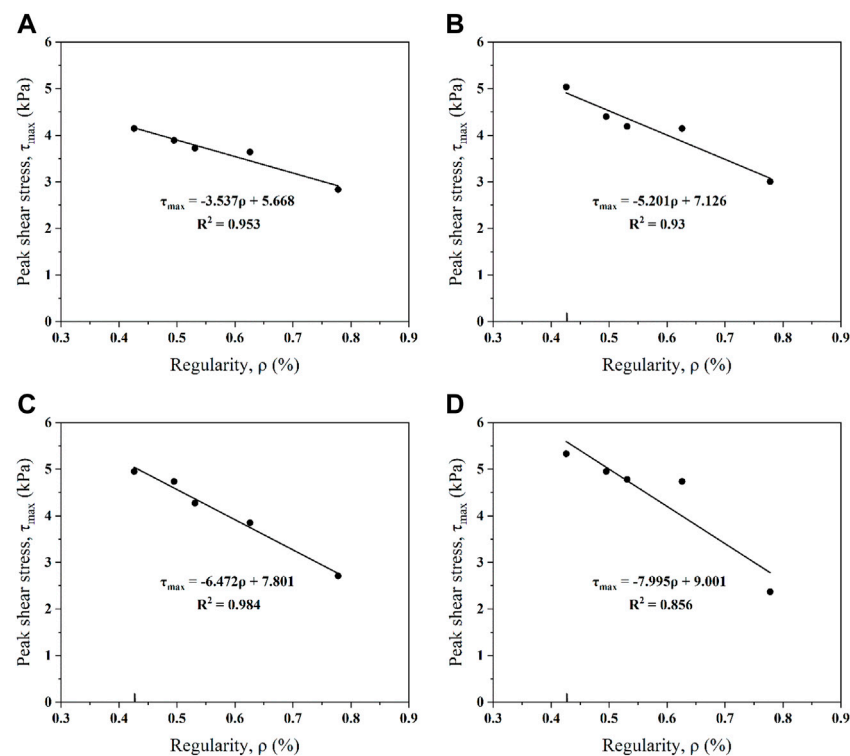 A
6
5
4
3
2
1
0
Peak shear stress, τmax (kPa)
τmax = -3.537ρ + 5.668
R² = 0.953
0.3 0.4 0.5 0.6 0.7 0.8 0.9
Regularity, ρ (%)
B
6
5
4
3
2
1
0
Peak shear stress, τmax (kPa)
τmax = -5.201ρ + 7.126
R² = 0.93
0.3 0.4 0.5 0.6 0.7 0.8 0.9
Regularity, ρ (%)
C
6
5
4
3
2
1
0
Peak shear stress, τmax (kPa)
τmax = -6.472ρ + 7.801
R² = 0.984
0.3 0.4 0.5 0.6 0.7 0.8 0.9
Regularity, ρ (%)
D
6
5
4
3
2
1
0
Peak shear stress, τmax (kPa)
τmax = -7.995ρ + 9.001
R² = 0.856
0.3 0.4 0.5 0.6 0.7 0.8 0.9
Regularity, ρ (%)